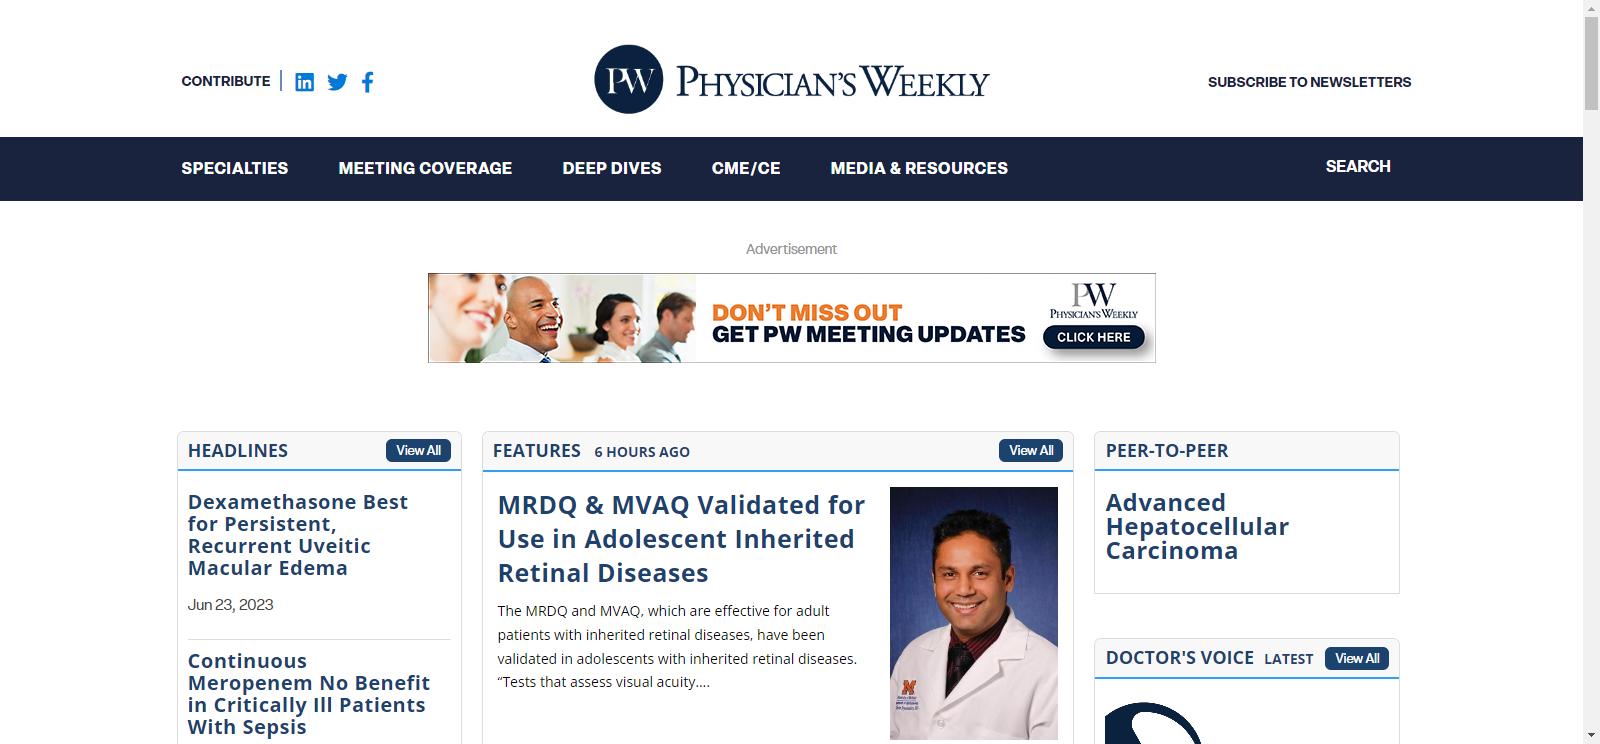 CONTRIBUTE
PW PHYSICIAN'S WEEKLY
SUBSCRIBE TO NEWSLETTERS
SPECIALTIES
MEETING COVERAGE
DEEP DIVES
CME/CE
MEDIA & RESOURCES
SEARCH
Advertisement
DON'T MISS OUT
GET PW MEETING UPDATES
PW
PHYSICIAN'S WEEKLY
CLICK HERE
HEADLINES
View All
Dexamethasone Best
for Persistent,
Recurrent Uveitic
Macular Edema
Jun 23, 2023
Continuous
Meropenem No Benefit
in Critically Ill Patients
With Sepsis
FEATURES
6 HOURS AGO
View All
MRDQ & MVAQ Validated for
Use in Adolescent Inherited
Retinal Diseases
The MRDQ and MVAQ, which are effective for adult
patients with inherited retinal diseases, have been
validated in adolescents with inherited retinal diseases.
“Tests that assess visual acuity....
PEER-TO-PEER
Advanced
Hepatocellular
Carcinoma
DOCTOR'S VOICE
LATEST
View All